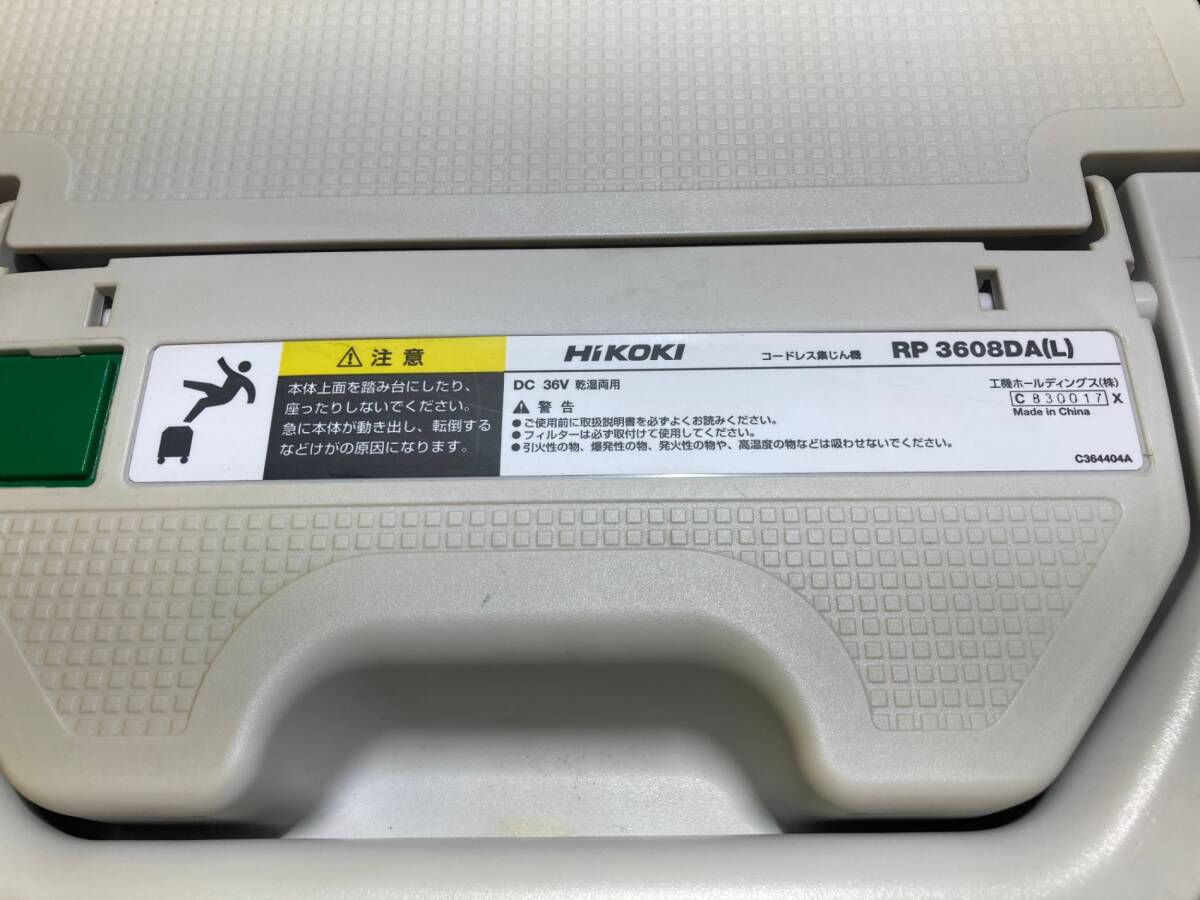 ⚠ 注意
本体上面を踏み台にしたり、
座ったりしないでください。
急に本体が動き出し、転倒する
などけがの原因になります。
HiKOKI コードレス集じん機 RP 3608DA(L)
DC 36V 乾湿両用
⚠ 警告
●ご使用前に取扱説明書を必ずよくお読みください。
●フィルターは必ず取付けて使用してください。
●引火性の物、爆発性の物、発火性の物や、高温度の物などは吸わせないでください。
工機ホールディングス(株)
C 830017 X
Made in China
C364404A